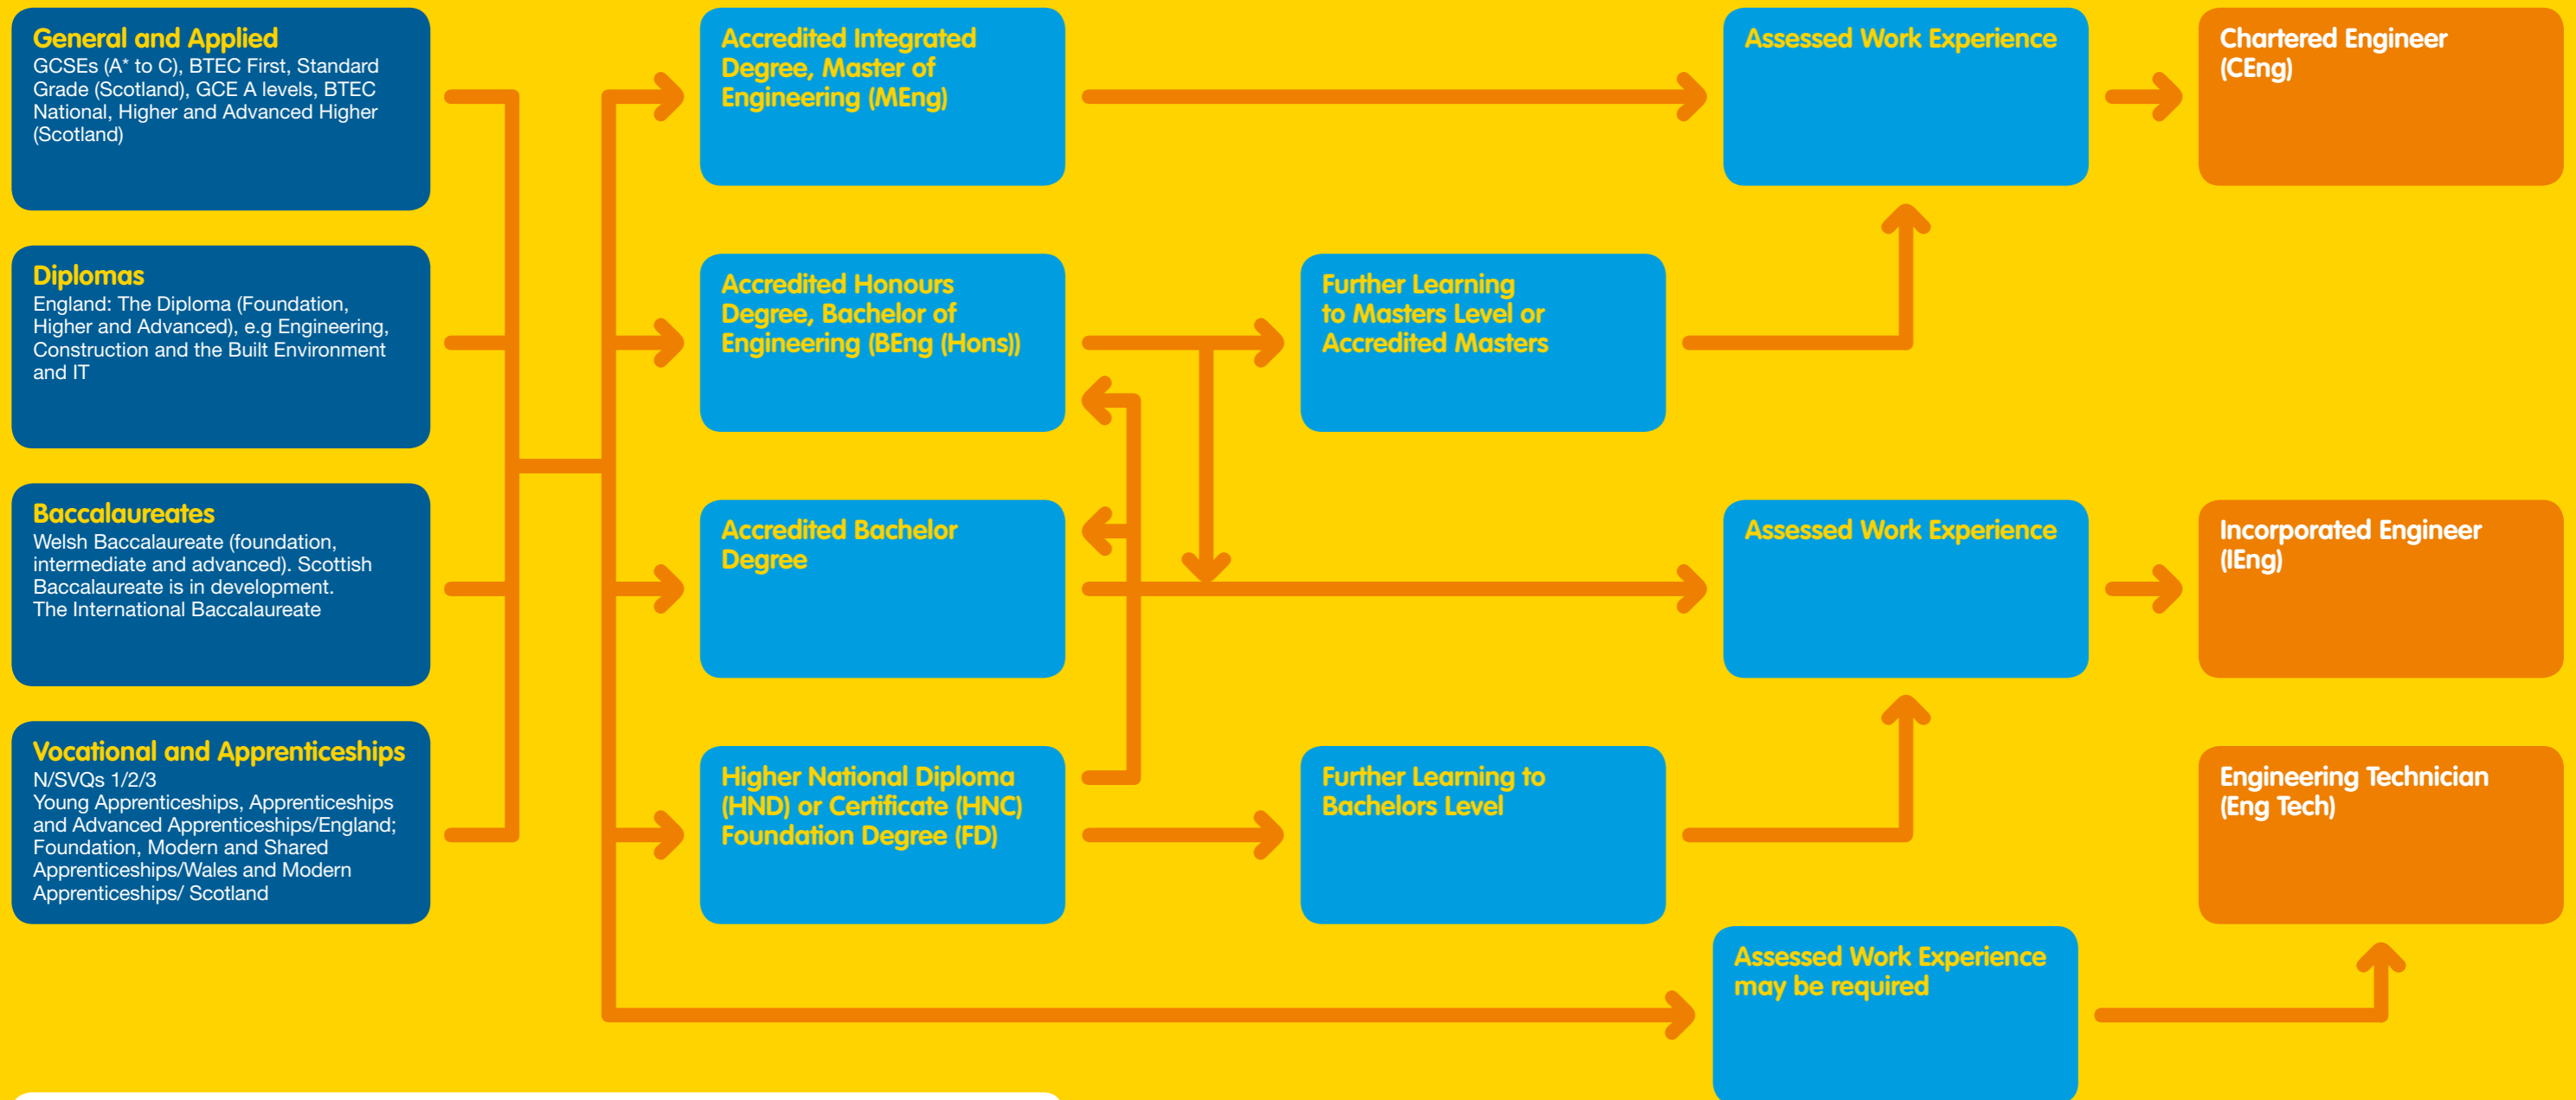 General and Applied
GCSEs (A* to C), BTEC First, Standard
Grade (Scotland), GCE A levels, BTEC
National, Higher and Advanced Higher
(Scotland)
Diplomas
England: The Diploma (Foundation,
Higher and Advanced), e.g Engineering,
Construction and the Built Environment
and IT
Baccalaureates
Welsh Baccalaureate (foundation,
intermediate and advanced). Scottish
Baccalaureate is in development.
The International Baccalaureate
Vocational and Apprenticeships
N/SVQs 1/2/3
Young Apprenticeships, Apprenticeships
and Advanced Apprenticeships/England;
Foundation, Modern and Shared
Apprenticeships/Wales and Modern
Apprenticeships/ Scotland
Accredited Integrated
Degree, Master of
Engineering (MEng)
Accredited Honours
Degree, Bachelor of
Engineering (BEng (Hons))
Accredited Bachelor
Degree
Higher National Diploma
(HND) or Certificate (HNC)
Foundation Degree (FD)
Further Learning
to Masters Level or
Accredited Masters
Further Learning to
Bachelors Level
Assessed Work Experience
Assessed Work Experience
Assessed Work Experience
may be required
Chartered Engineer
(CEng)
Incorporated Engineer
(IEng)
Engineering Technician
(Eng Tech)